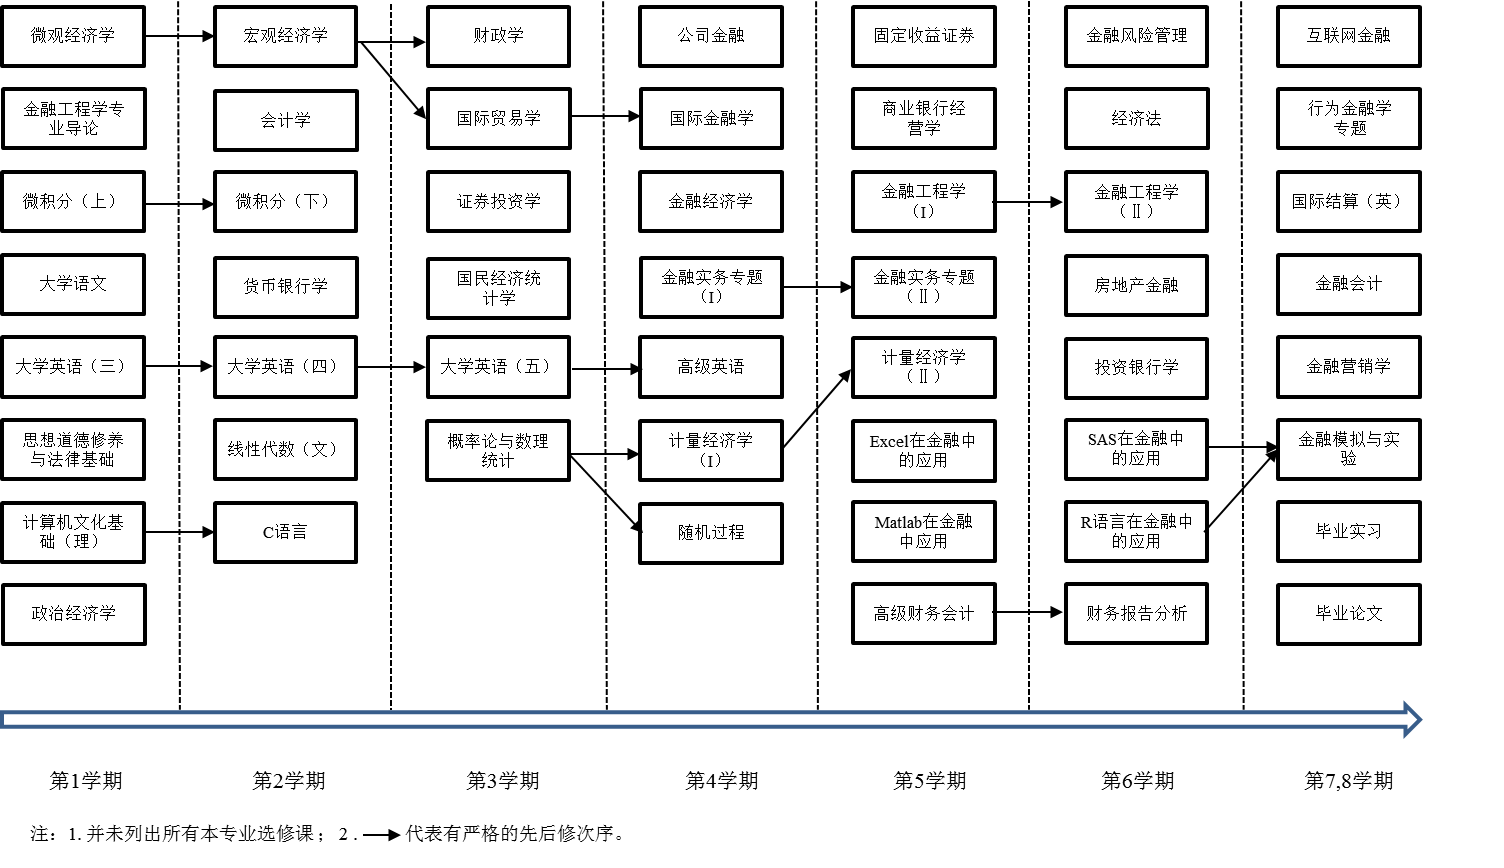 微观经济学
宏观经济学
财政学
公司金融
固定收益证券
金融风险管理
互联网金融
金融工程学专
业导论
会计学
国际贸易学
国际金融学
商业银行经
营学
经济法
行为金融学
专题
微积分（上）
微积分（下）
证券投资学
金融经济学
金融工程学
（I）
金融工程学
（Ⅱ）
国际结算（英）
大学语文
货币银行学
国民经济统
计学
金融实务专题
（I）
金融实务专题
（Ⅱ）
房地产金融
金融会计
大学英语（三）
大学英语（四）
大学英语（五）
高级英语
计量经济学
（Ⅱ）
投资银行学
金融营销学
思想道德修养
与法律基础
线性代数（文）
概率论与数理
统计
计量经济学
（I）
Excel在金融中
的应用
SAS在金融中
的应用
金融模拟与实
验
计算机文化基
础（理）
C语言
随机过程
Matlab在金融
中应用
R语言在金融中
的应用
毕业实习
政治经济学
高级财务会计
财务报告分析
毕业论文
第1学期
第2学期
第3学期
第4学期
第5学期
第6学期
第7,8学期
注：1. 并未列出所有本专业选修课；2 . 代表有严格的先后修次序。